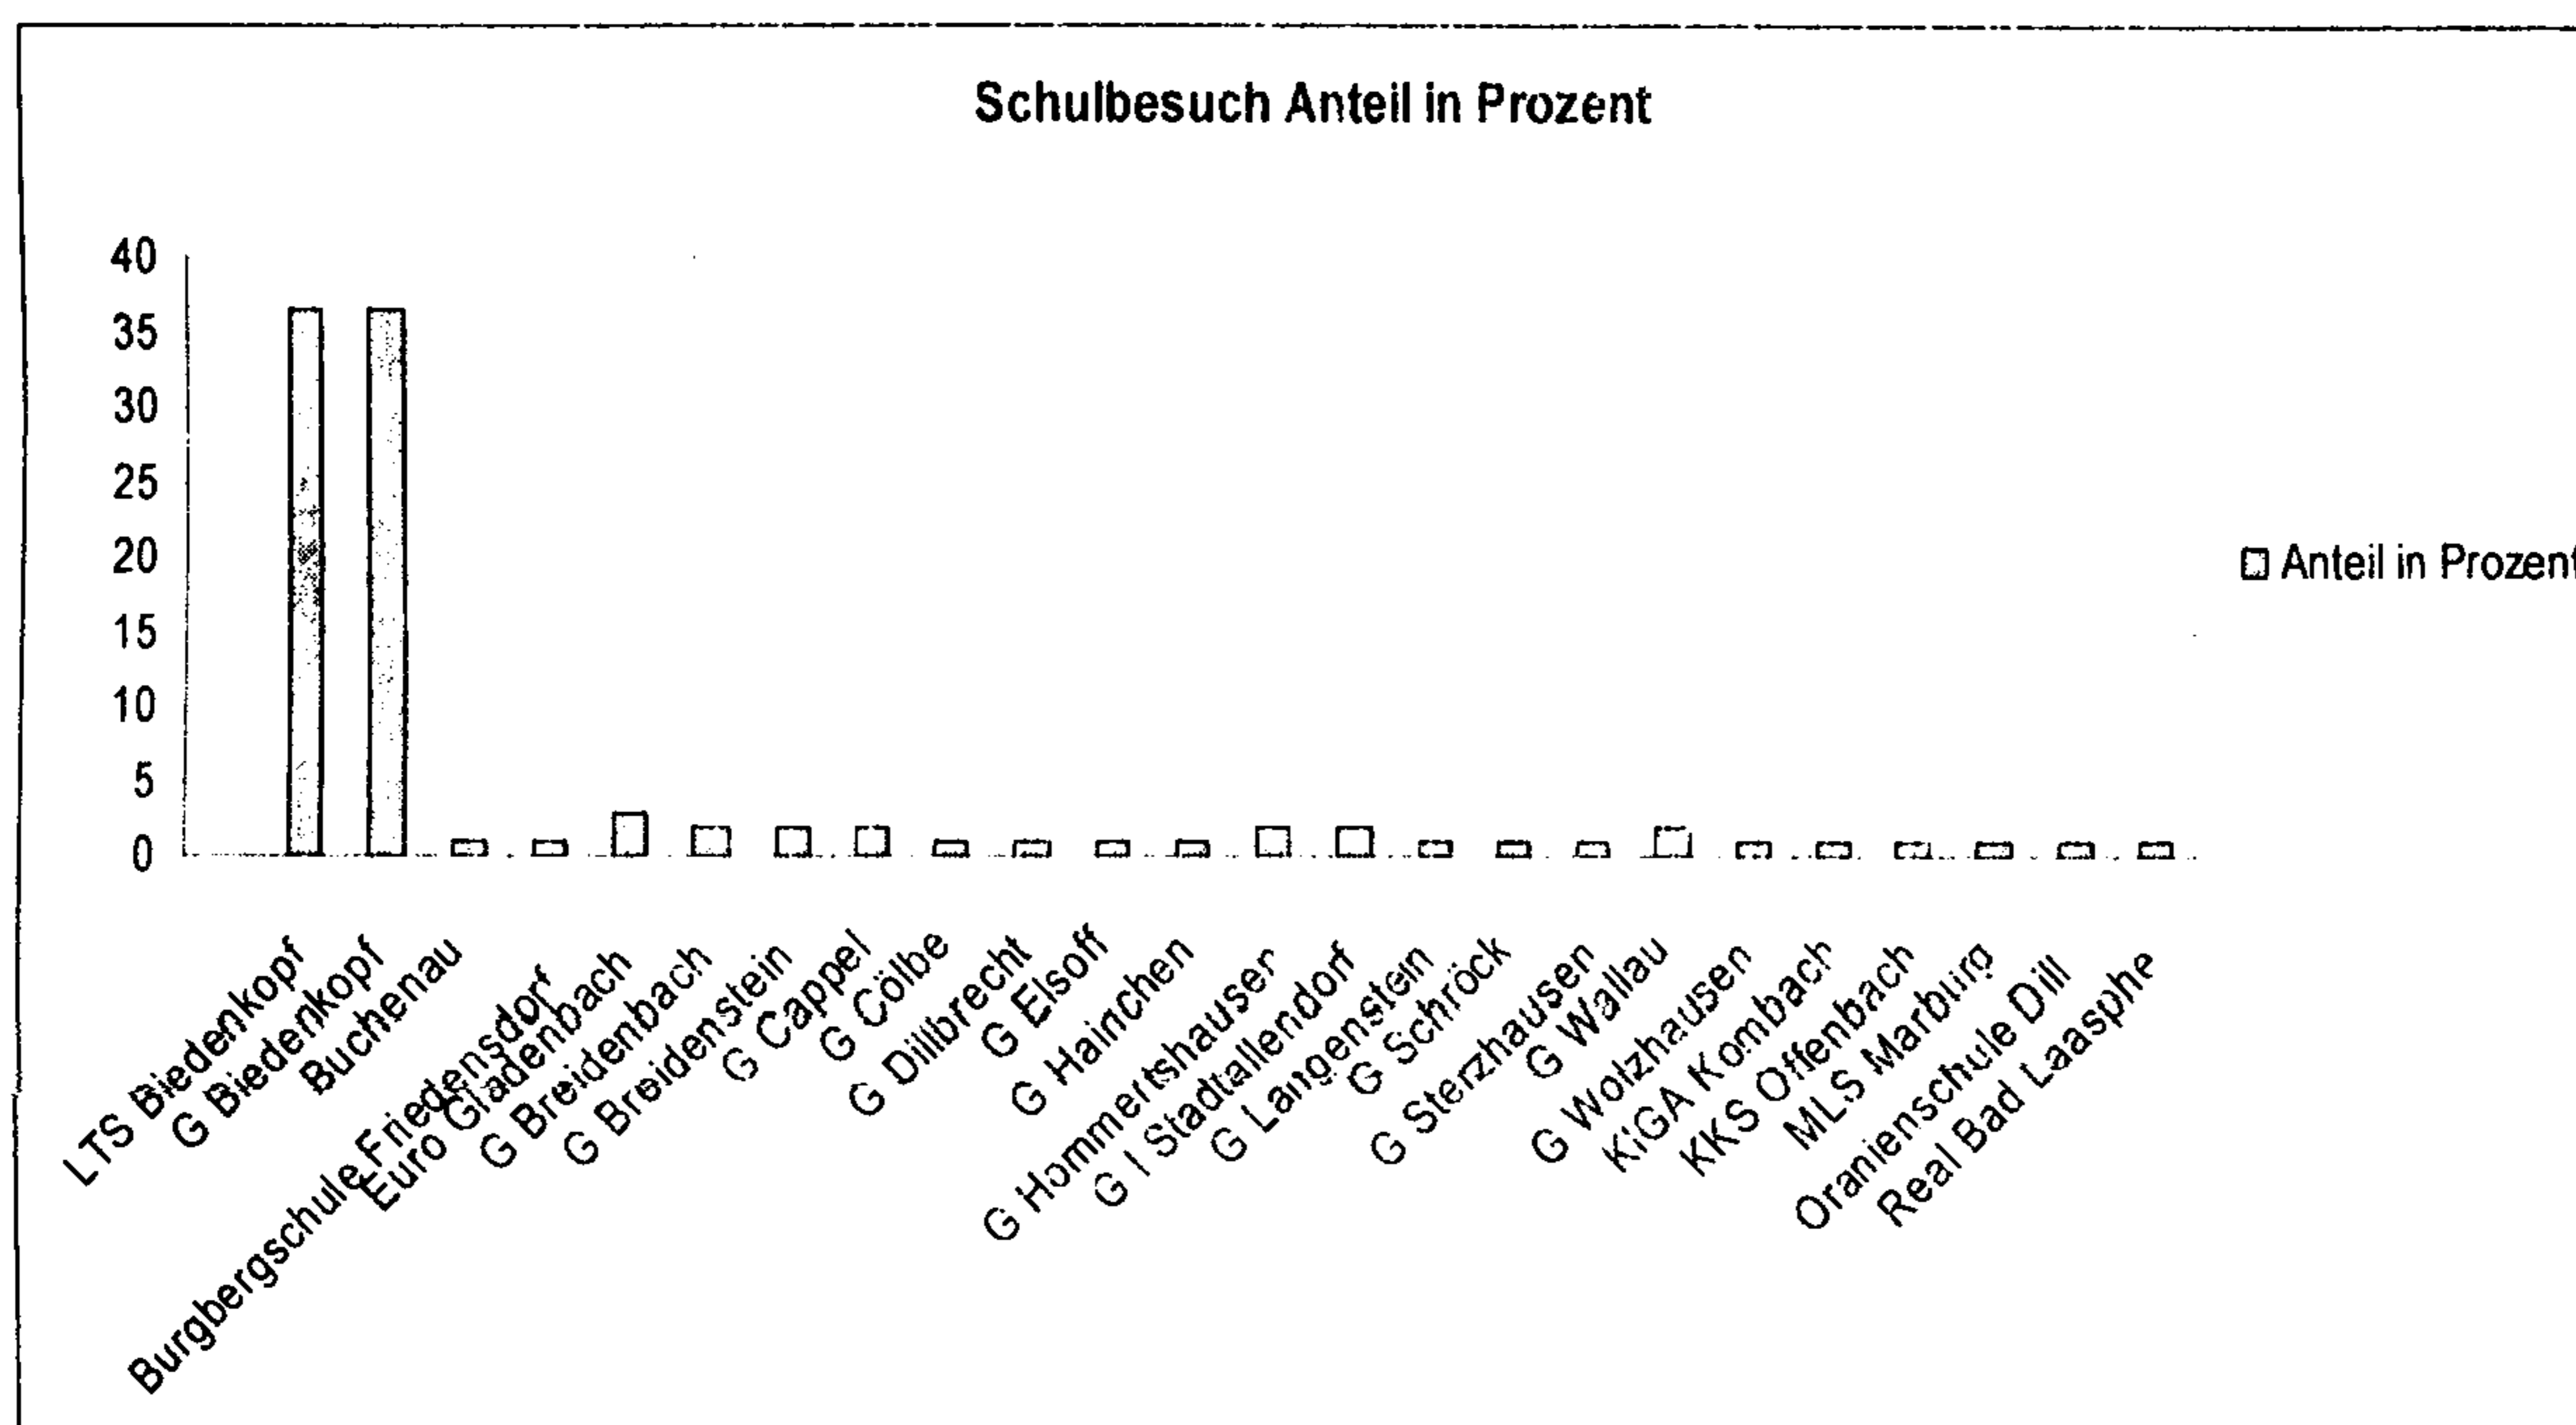 Schulbesuch Anteil in Prozent
40
35
30
25
20
15
10
5
0
Anteil in Prozent
LTS Biedenkopf
G Biedenkopf
Buchenau
Burgbergschule Friedensdorf
Euro Gladenbach
G Breidenbach
G Breidenstein
G Cappel
G Cölbe
G Dillbrecht
G Elsoff
G Hainchen
G Hommertshauser
G I Stadtallendorf
G Langenstein
G Schröck
G Sterzhausen
G Wallau
G Wolzhausen
KiGA Kombach
KKS Offenbach
MLS Marburg
Oranienschule Dill
Real Bad Laasphe